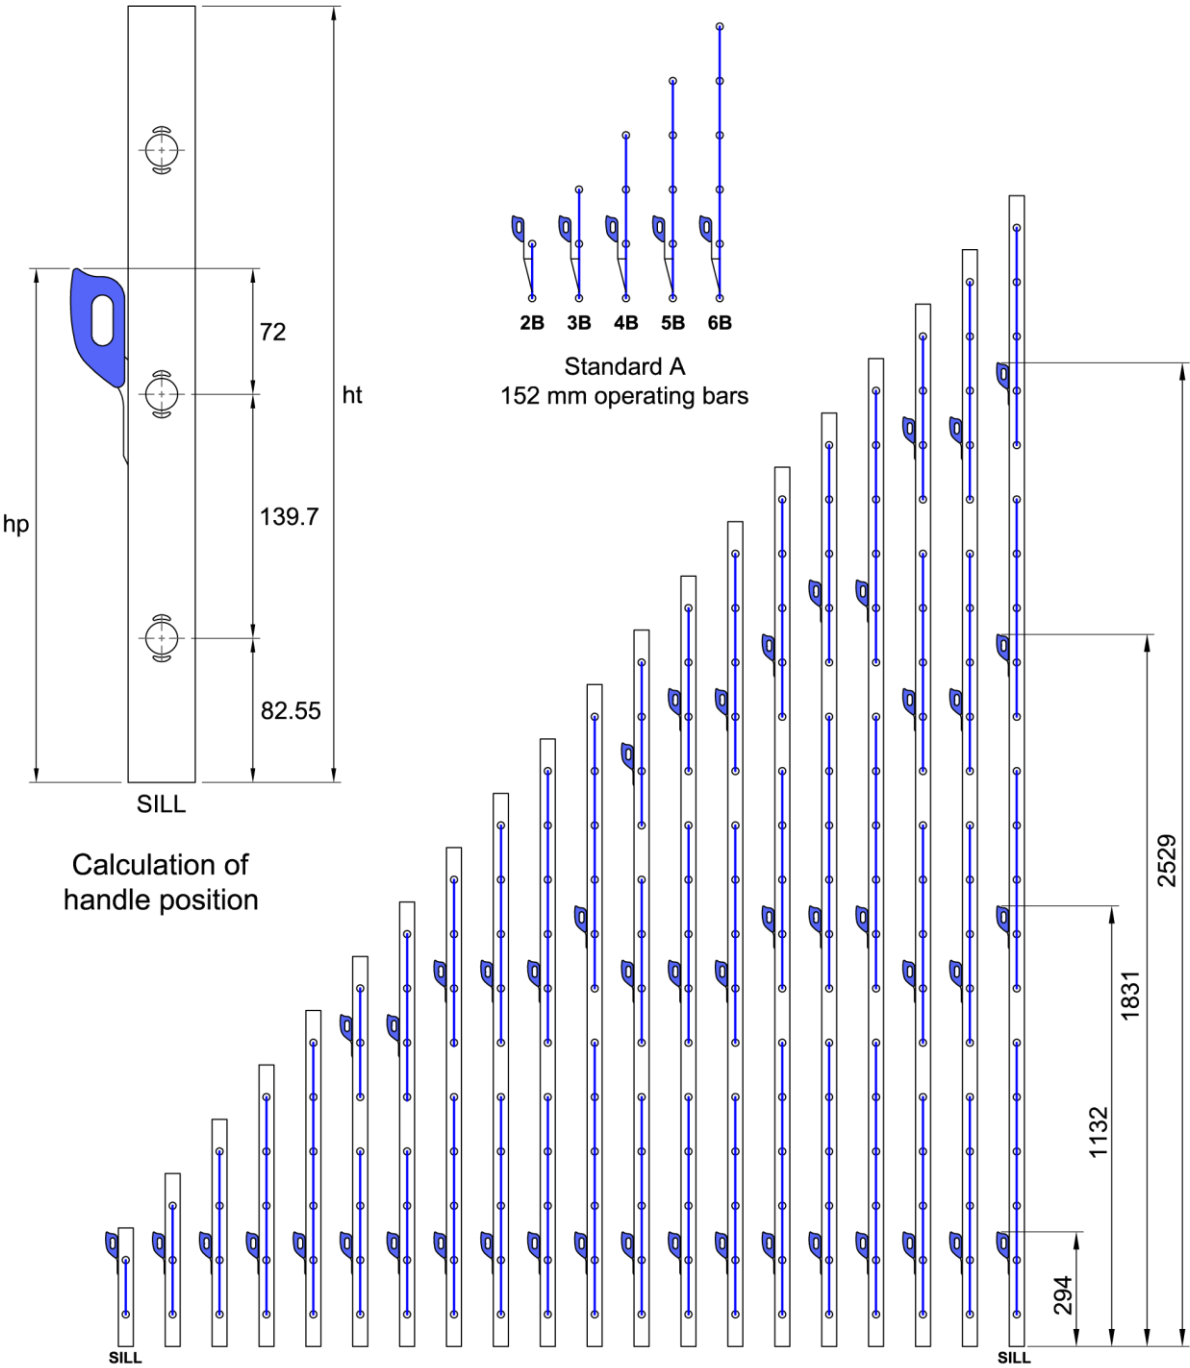 72
ht
139.7
hp
82.55
SILL
Calculation of
handle position
2B 3B 4B 5B 6B
Standard A
152 mm operating bars
2529
1831
1132
294
SILL SILL